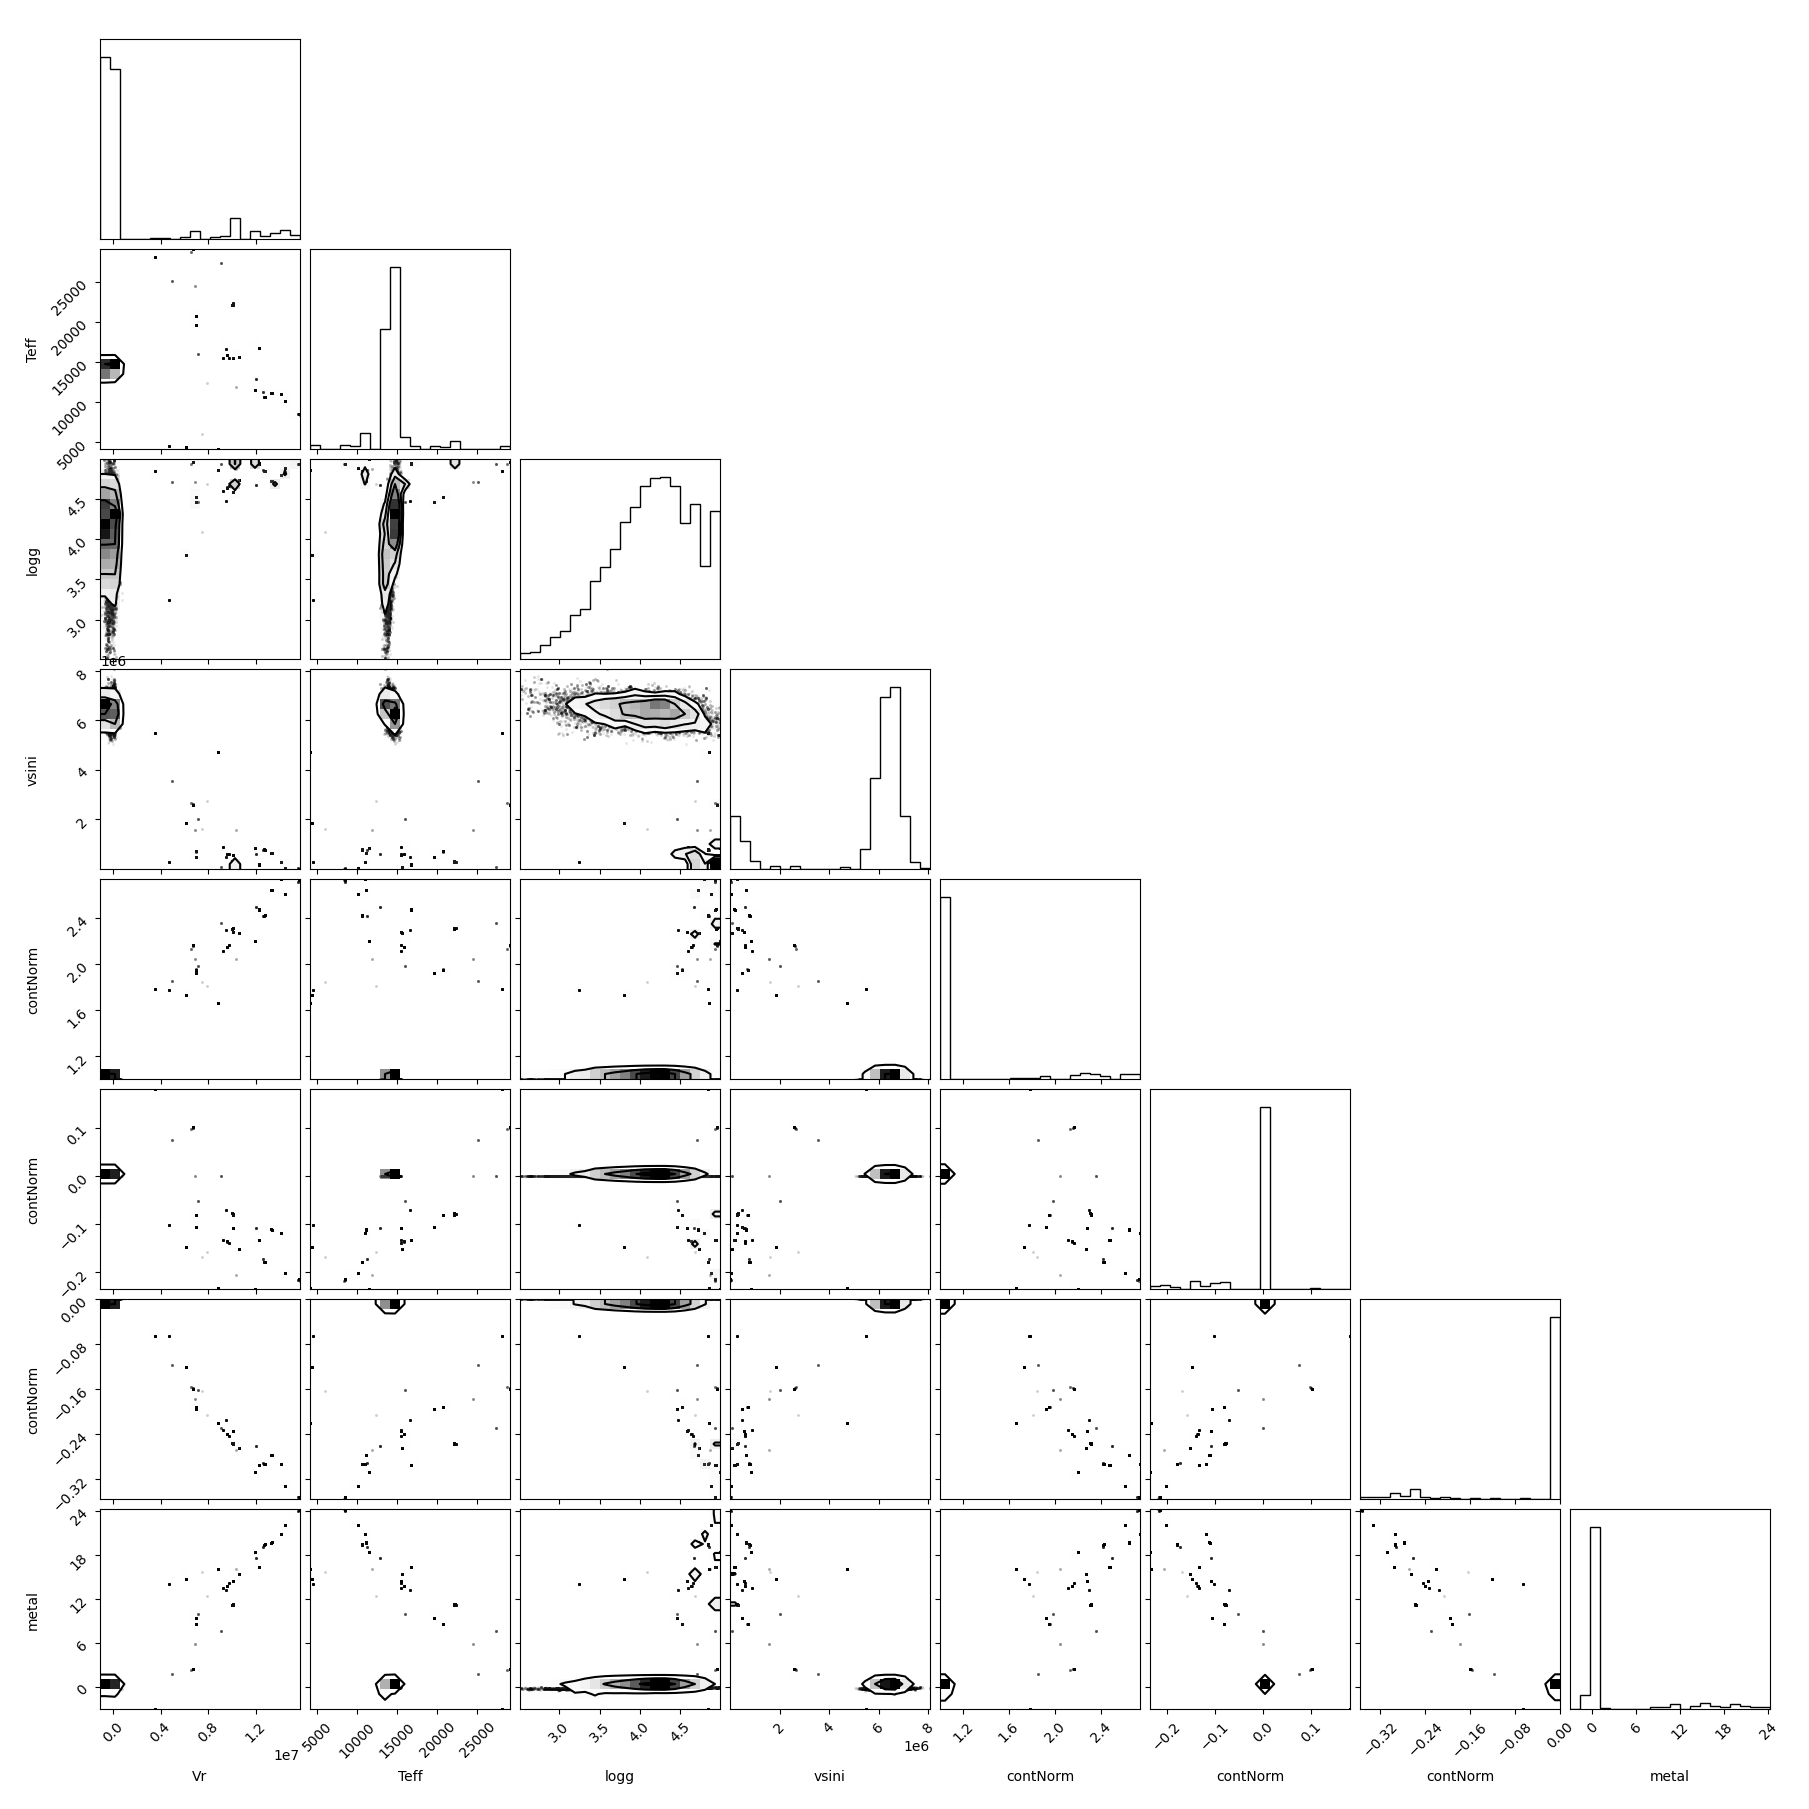 25000
20000
15000
10000
5000
Teff
4.5
4.0
3.5
3.0
logg
1e6
8
6
4
2
vsini
2.4
2.0
1.6
1.2
contNorm
0.1
0.0
−0.1
−0.2
contNorm
0.00
−0.08
−0.16
−0.24
−0.32
contNorm
24
18
12
6
0
metal
0.0 0.4 0.8 1.2 5000 10000 15000 20000 25000 3.0 3.5 4.0 4.5 2 4 6 8 1.2 1.6 2.0 2.4 −0.2 −0.1 0.0 0.1 −0.32 −0.24 −0.16 −0.08 0.00 0 6 12 18 24
1e7 1e6
Vr Teff logg vsini contNorm contNorm contNorm metal